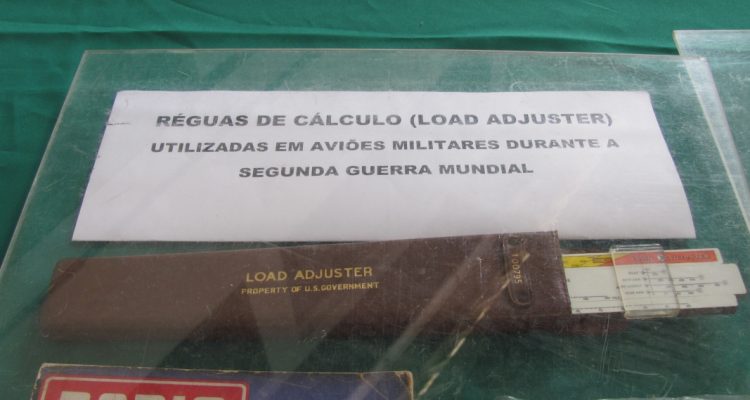 RÉGUAS DE CÁLCULO (LOAD ADJUSTER)
UTILIZADAS EM AVIÕES MILITARES DURANTE A
SEGUNDA GUERRA MUNDIAL
LOAD ADJUSTER
PROPERTY OF U.S. GOVERNMENT